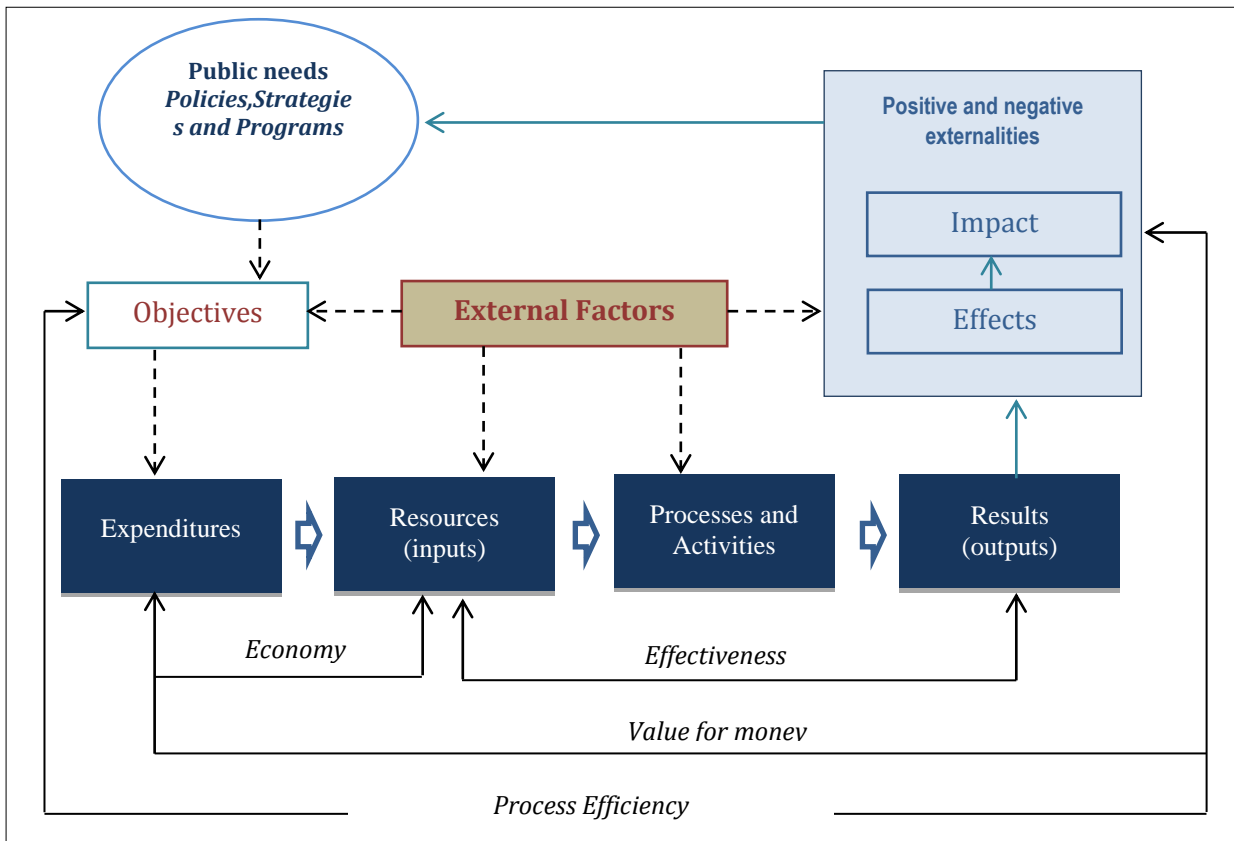 Public needs
Policies,Strategie
s and Programs
Positive and negative
externalities
Impact
Effects
Objectives
External Factors
Expenditures
Resources
(inputs)
Processes and
Activities
Results
(outputs)
Economy
Effectiveness
Value for money
Process Efficiency